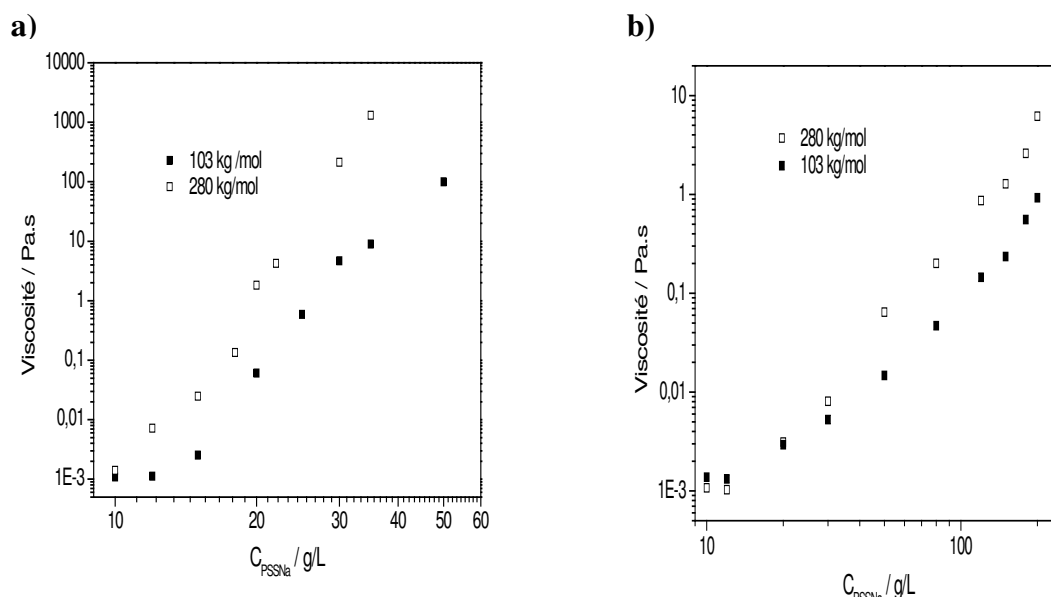 a)
10000
1000
100
10
1
0,1
0,01
1E-3
Viscosité / Pa.s
103 kg /mol
280 kg/mol
10
20
30
40
50
60
C_PSSNa / g/L
b)
10
1
0,1
0,01
1E-3
Viscosité / Pa.s
280 kg/mol
103 kg/mol
10
100
C_PSSNa / g/L